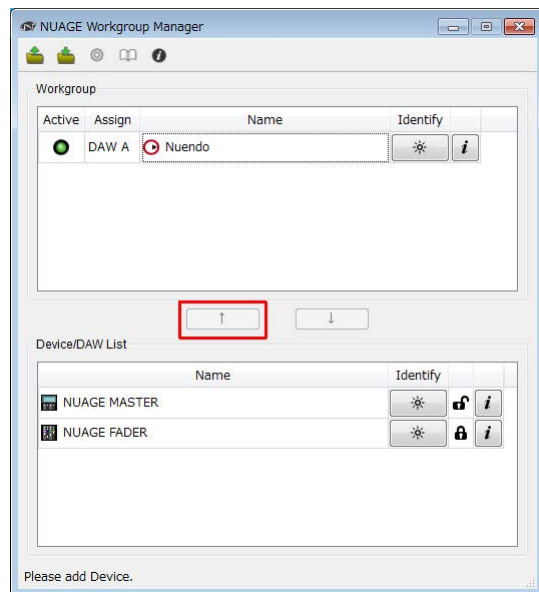 NUAGE Workgroup Manager
Workgroup
Active Assign Name Identify
DAW A Nuendo i
↑ ↓
Device/DAW List
Name Identify
NUAGE MASTER i
NUAGE FADER i
Please add Device.